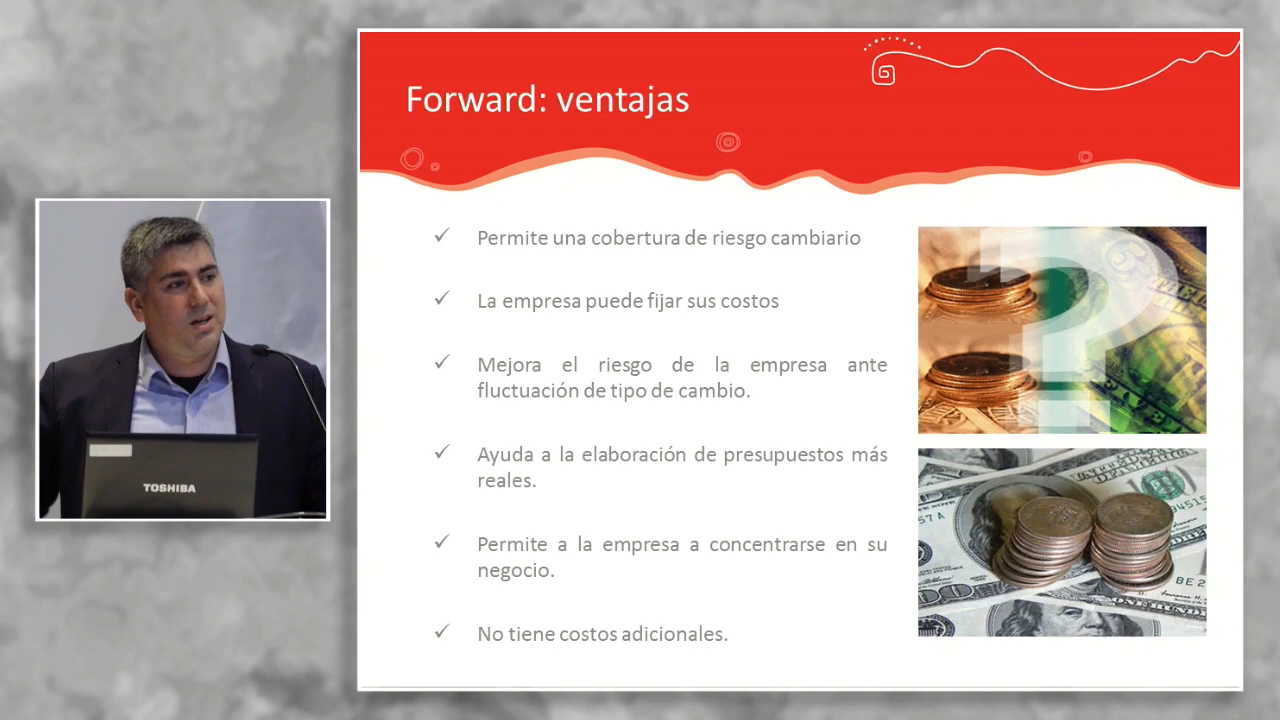 Forward: ventajas
Permite una cobertura de riesgo cambiario
La empresa puede fijar sus costos
Mejora el riesgo de la empresa ante
fluctuación de tipo de cambio.
Ayuda a la elaboración de presupuestos más
reales.
Permite a la empresa a concentrarse en su
negocio.
No tiene costos adicionales.
TOSHIBA